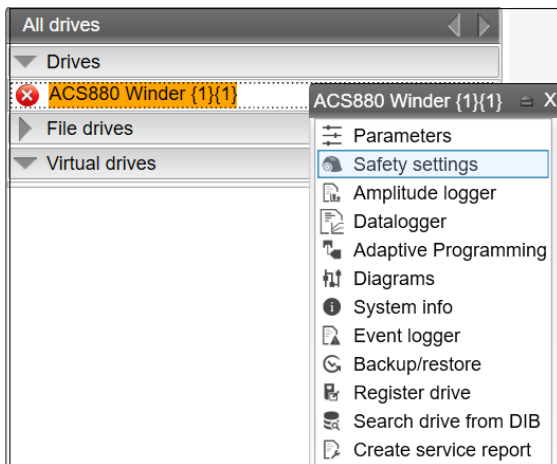 All drives
Drives
ACS880 Winder {1}{1}
File drives
Virtual drives
ACS880 Winder {1}{1} X
Parameters
Safety settings
Amplitude logger
Datalogger
Adaptive Programming
Diagrams
System info
Event logger
Backup/restore
Register drive
Search drive from DIB
Create service report